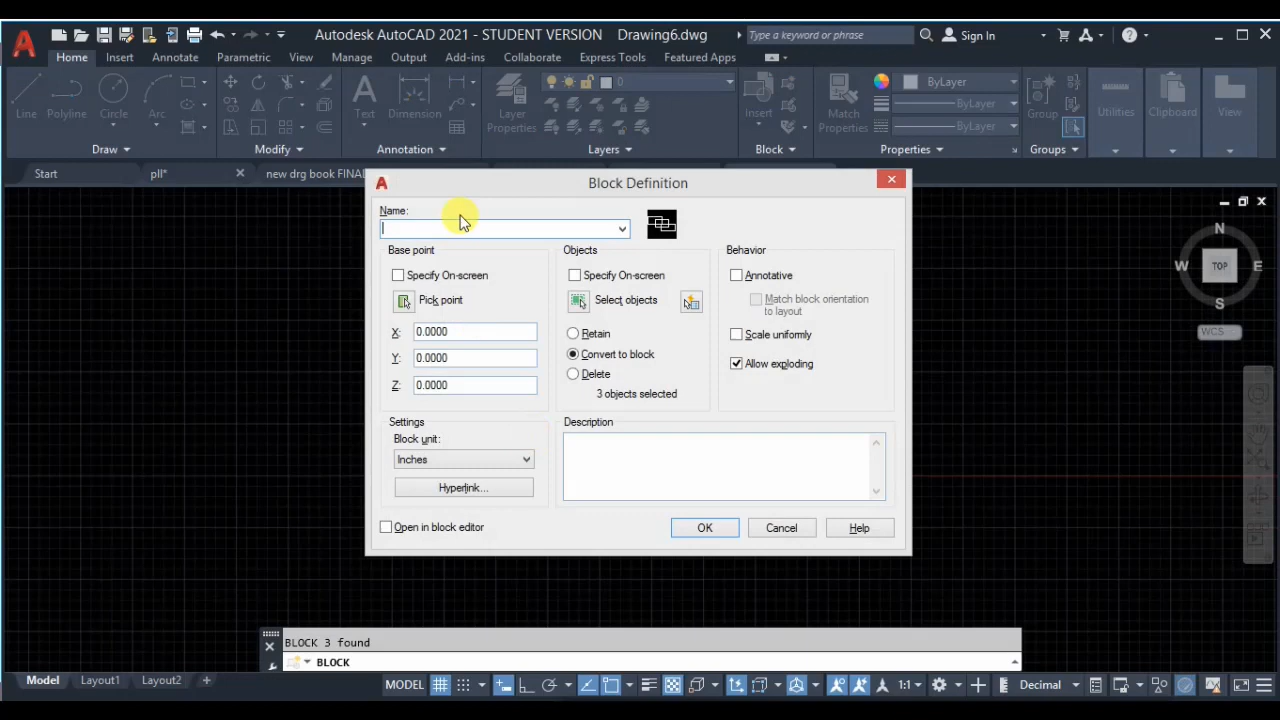 Autodesk AutoCAD 2021 - STUDENT VERSION Drawing6.dwg Type a keyword or phrase Sign In
Home Insert Annotate Parametric View Manage Output Collaborate Add-ins Express Tools Featured Apps
Line Polyline Circle Arc Text Dimension Layer Properties 0 Insert Match Properties ByLayer Group Utilities Clipboard View
ByLayer
ByLayer
Draw Modify Annotation Layers Block Properties Groups
Start pll* new drg book FINAL
Block Definition
Name:
Base point
Specify On-screen
Pick point
X: 0.0000
Y: 0.0000
Z: 0.0000
Objects
Specify On-screen
Select objects
Retain
Convert to block
Delete
3 objects selected
Behavior
Annotative
Match block orientation
to layout
Scale uniformly
Allow exploding
Settings
Block unit:
Inches
Hyperlink...
Description
Open in block editor
OK Cancel Help
N
W TOP E
S
WCS
BLOCK 3 found
BLOCK
Model Layout1 Layout2 + MODEL 1:1 Decimal